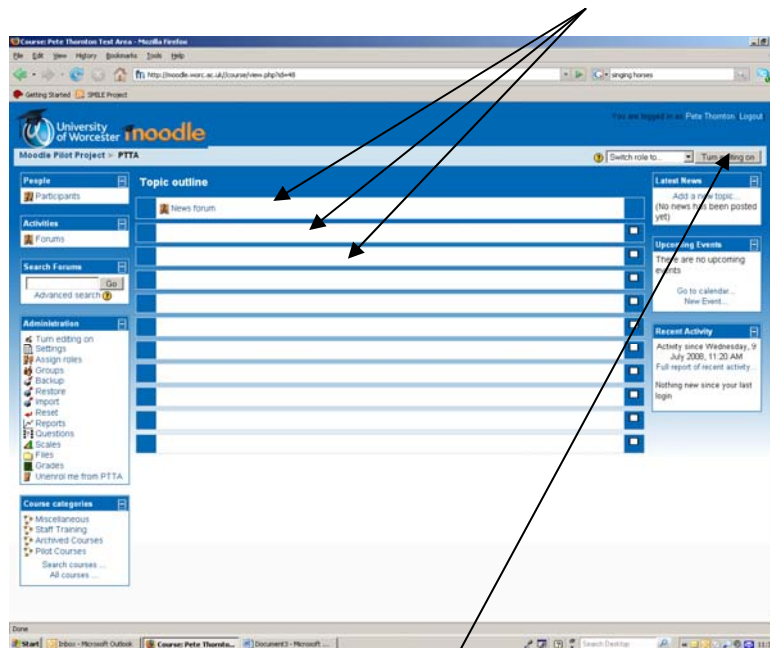 Course: Pete Thornton Test Area - Mozilla Firefox
File Edit View History Bookmarks Tools Help
http://moodle.worc.ac.uk/course/view.php?id=48
singing horses
Getting Started SMILE Project
University of Worcester moodle
You are logged in as Pete Thornton Logout
Moodle Pilot Project > PTTA
Switch role to... Turn editing on
People
Participants
Activities
Forums
Search Forums
Go
Advanced search
Administration
Turn editing on
Settings
Assign roles
Groups
Backup
Restore
Import
Reset
Reports
Questions
Scales
Files
Grades
Unenrol me from PTTA
Course categories
Miscellaneous
Staff Training
Archived Courses
Pilot Courses
Search courses ...
All courses ...
Topic outline
News forum
Latest News
Add a new topic...
(No news has been posted
yet)
Upcoming Events
There are no upcoming
events
Go to calendar...
New Event...
Recent Activity
Activity since Wednesday, 9
July 2008, 11:20 AM
Full report of recent activity...
Nothing new since your last
login
Done
Start Inbox - Microsoft Outlook Course: Pete Thornto... Document3 - Microsoft ... Search Desktop